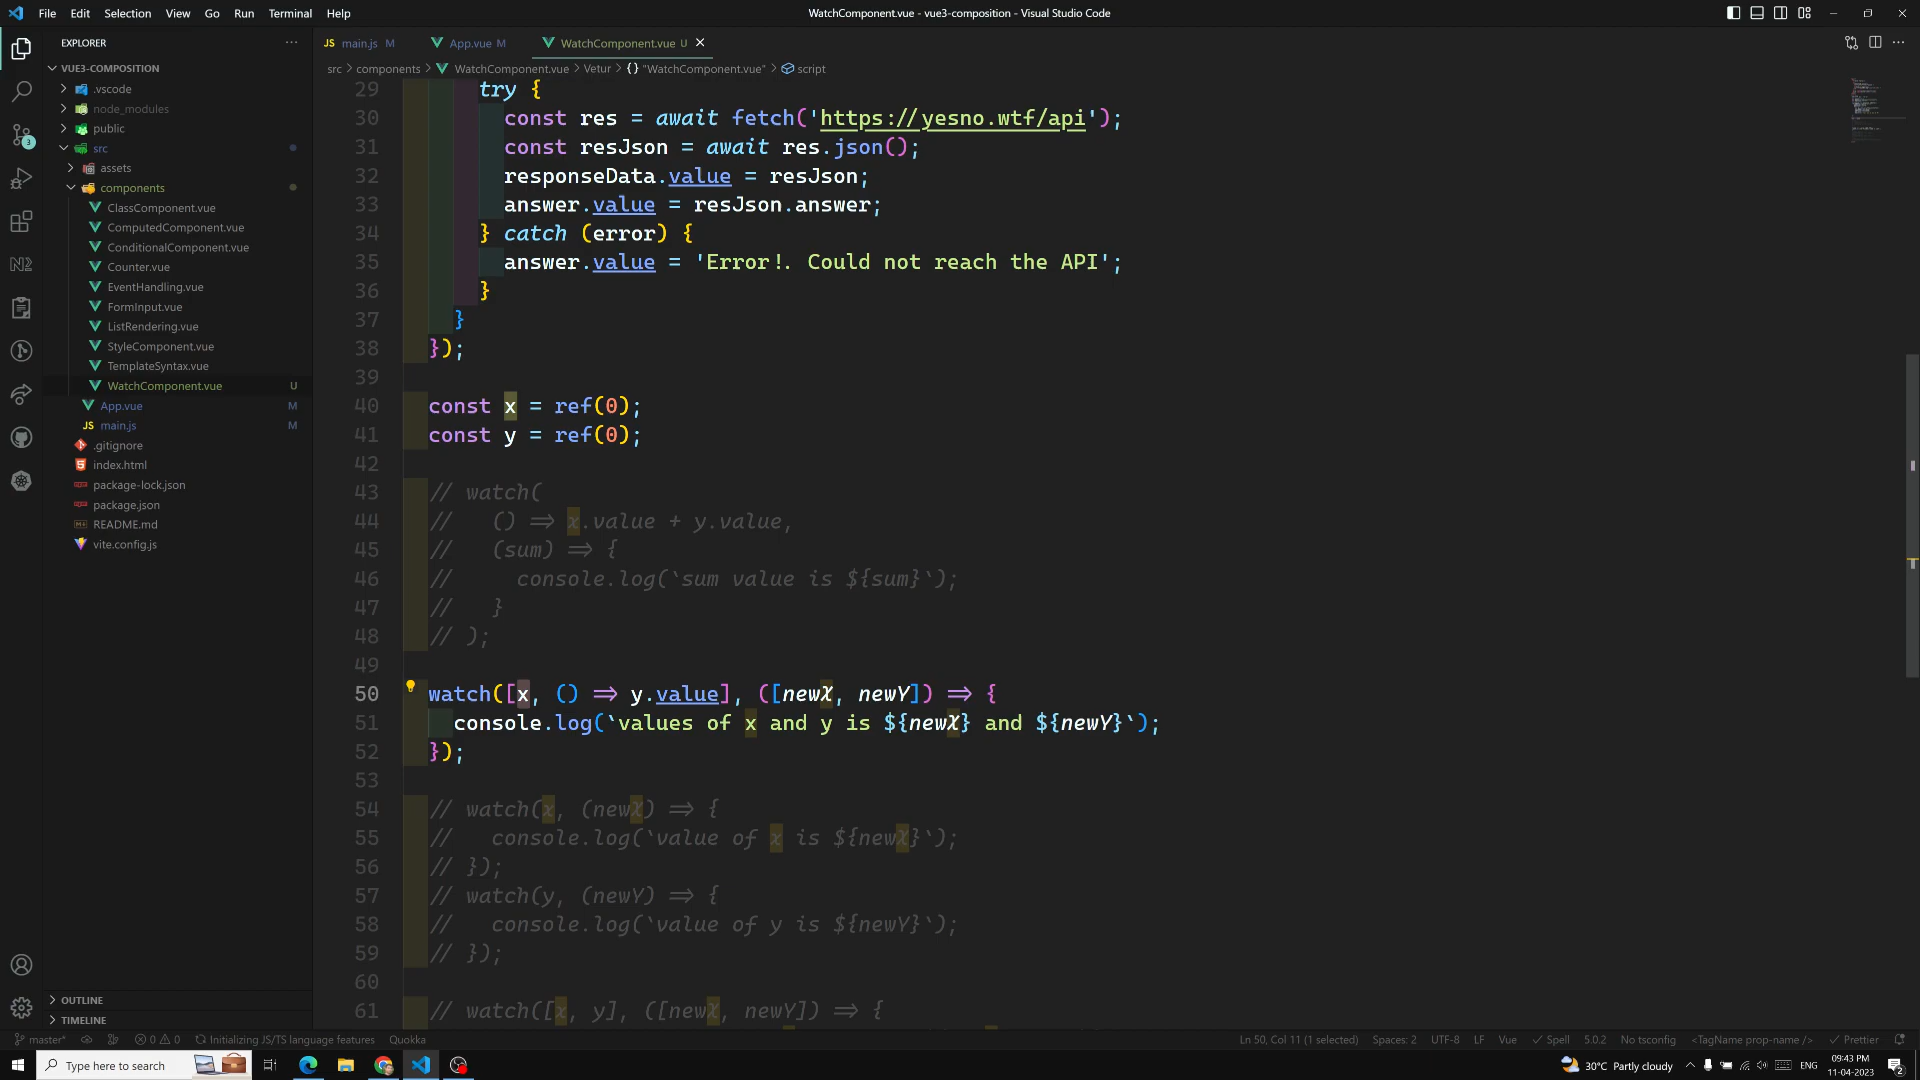 File Edit Selection View Go Run Terminal Help
WatchComponent.vue - vue3-composition - Visual Studio Code
EXPLORER
VUE3-COMPOSITION
.vscode
node_modules
public
src
assets
components
ClassComponent.vue
ComputedComponent.vue
ConditionalComponent.vue
Counter.vue
EventHandling.vue
FormInput.vue
ListRendering.vue
StyleComponent.vue
TemplateSyntax.vue
WatchComponent.vue U
App.vue M
JS main.js M
.gitignore
index.html
package-lock.json
package.json
README.md
vite.config.js
OUTLINE
TIMELINE
JS main.js M
App.vue M
WatchComponent.vue U
src > components > WatchComponent.vue > Vetur > {} "WatchComponent.vue" > script
29 try {
30 const res = await fetch('https://yesno.wtf/api');
31 const resJson = await res.json();
32 responseData.value = resJson;
33 answer.value = resJson.answer;
34 } catch (error) {
35 answer.value = 'Error!. Could not reach the API';
36 }
37 }
38 });
39
40 const x = ref(0);
41 const y = ref(0);
42
43 // watch(
44 // () => x.value + y.value,
45 // (sum) => {
46 // console.log(`sum value is ${sum}`);
47 // }
48 // );
49
50 watch([x, () => y.value], ([newX, newY]) => {
51 console.log(`values of x and y is ${newX} and ${newY}`);
52 });
53
54 // watch(x, (newX) => {
55 // console.log(`value of x is ${newX}`);
56 // });
57 // watch(y, (newY) => {
58 // console.log(`value of y is ${newY}`);
59 // });
60
61 // watch([x, y], ([newX, newY]) => {
master* 0 0 Initializing JS/TS language features Quokka
Ln 50, Col 11 (1 selected) Spaces: 2 UTF-8 LF Vue Spell 5.0.2 No tsconfig <TagName prop-name /> Prettier
Type here to search
30°C Partly cloudy
ENG
09:43 PM
11-04-2023
2